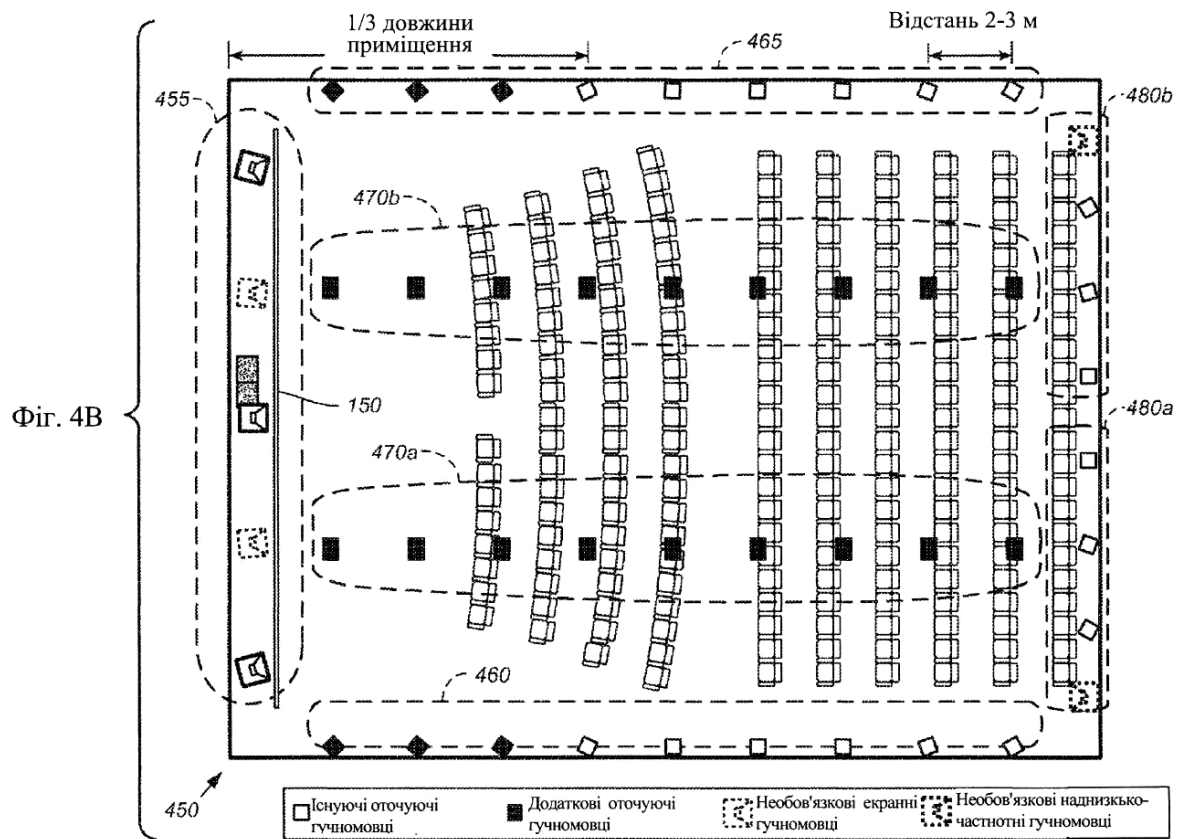 1/3 довжини
приміщення
Відстань 2-3 м
465
455
480b
470b
Фіг. 4B
150
480a
470a
460
450
Існуючі оточуючі
гучномовці
Додаткові оточуючі
гучномовці
Необов'язкові екранні
гучномовці
Необов'язкові наднизько-
частотні гучномовці